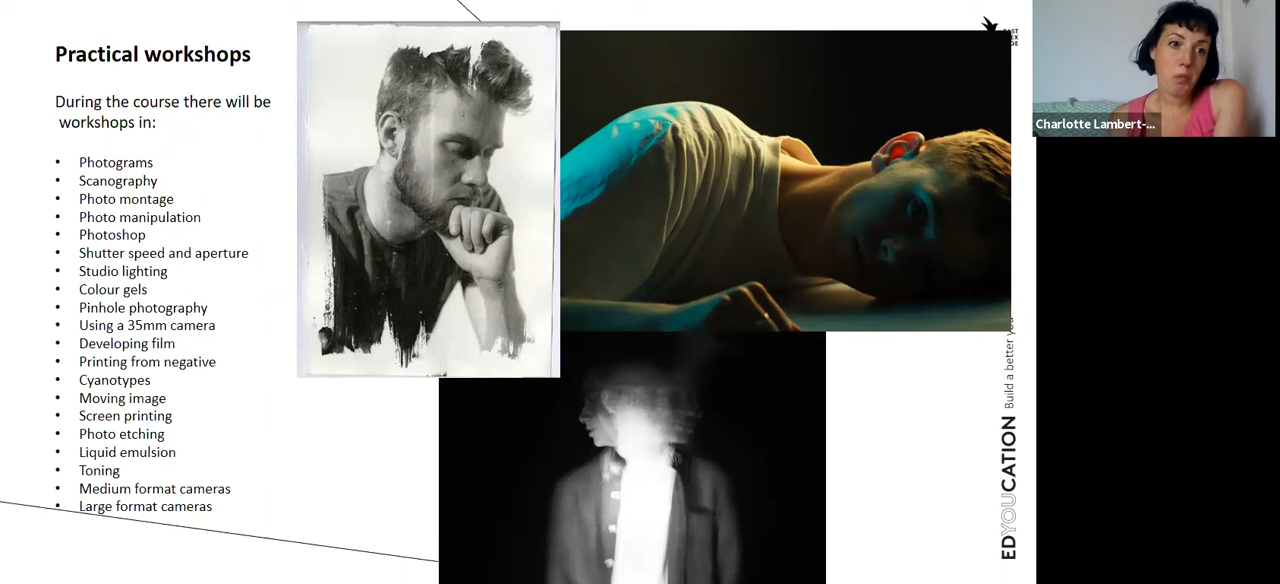 Practical workshops
During the course there will be
workshops in:
• Photograms
• Scanography
• Photo montage
• Photo manipulation
• Photoshop
• Shutter speed and aperture
• Studio lighting
• Colour gels
• Pinhole photography
• Using a 35mm camera
• Developing film
• Printing from negative
• Cyanotypes
• Moving image
• Screen printing
• Photo etching
• Liquid emulsion
• Toning
• Medium format cameras
• Large format cameras
EDYOUCATION Build a better you
Charlotte Lambert-...